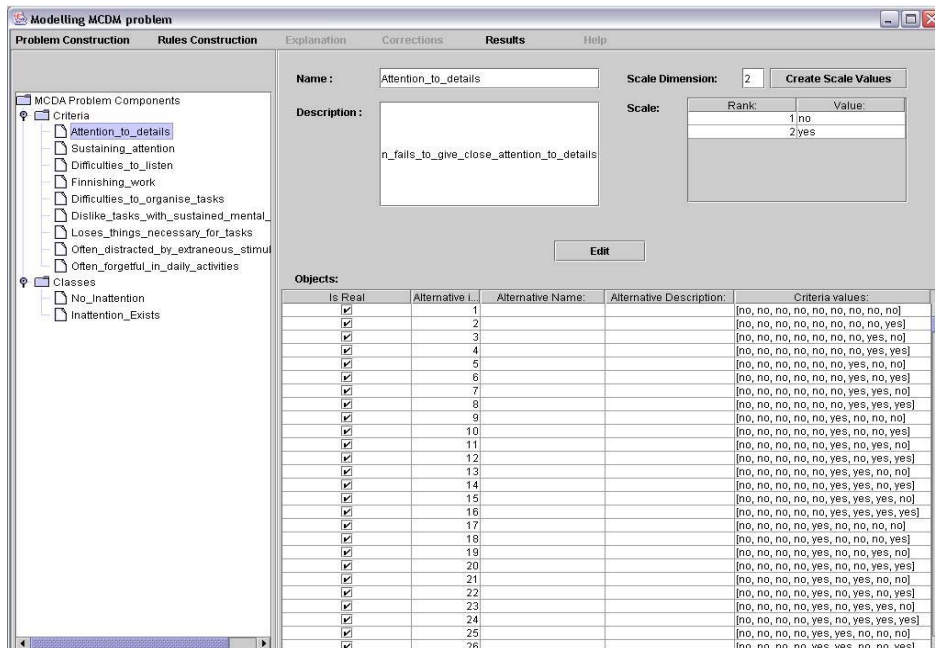 Modelling MCDM problem
Problem Construction Rules Construction Explanation Corrections Results Help
MCDA Problem Components
Criteria
Attention_to_details
Sustaining_attention
Difficulties_to_listen
Finnishing_work
Difficulties_to_organise_tasks
Dislike_tasks_with_sustained_mental_
Loses_things_necessary_for_tasks
Often_distracted_by_extraneous_stimul
Often_forgetful_in_daily_activities
Classes
No_Inattention
Inattention_Exists
Name : Attention_to_details Scale Dimension: 2 Create Scale Values
Description : n_fails_to_give_close_attention_to_details
Scale: Rank: Value:
1 no
2 yes
Edit
Objects:
Is Real Alternative i... Alternative Name: Alternative Description: Criteria values:
1 [no, no, no, no, no, no, no, no, no]
2 [no, no, no, no, no, no, no, no, yes]
3 [no, no, no, no, no, no, no, yes, no]
4 [no, no, no, no, no, no, no, yes, yes]
5 [no, no, no, no, no, no, yes, no, no]
6 [no, no, no, no, no, no, yes, no, yes]
7 [no, no, no, no, no, no, yes, yes, no]
8 [no, no, no, no, no, no, yes, yes, yes]
9 [no, no, no, no, no, yes, no, no, no]
10 [no, no, no, no, no, yes, no, no, yes]
11 [no, no, no, no, no, yes, no, yes, no]
12 [no, no, no, no, no, yes, no, yes, yes]
13 [no, no, no, no, no, yes, yes, no, no]
14 [no, no, no, no, no, yes, yes, no, yes]
15 [no, no, no, no, no, yes, yes, yes, no]
16 [no, no, no, no, no, yes, yes, yes, yes]
17 [no, no, no, no, yes, no, no, no, no]
18 [no, no, no, no, yes, no, no, no, yes]
19 [no, no, no, no, yes, no, no, yes, no]
20 [no, no, no, no, yes, no, no, yes, yes]
21 [no, no, no, no, yes, no, yes, no, no]
22 [no, no, no, no, yes, no, yes, no, yes]
23 [no, no, no, no, yes, no, yes, yes, no]
24 [no, no, no, no, yes, no, yes, yes, yes]
25 [no, no, no, no, yes, yes, no, no, no]
26 [no, no, no, no, yes, yes, no, no, yes]